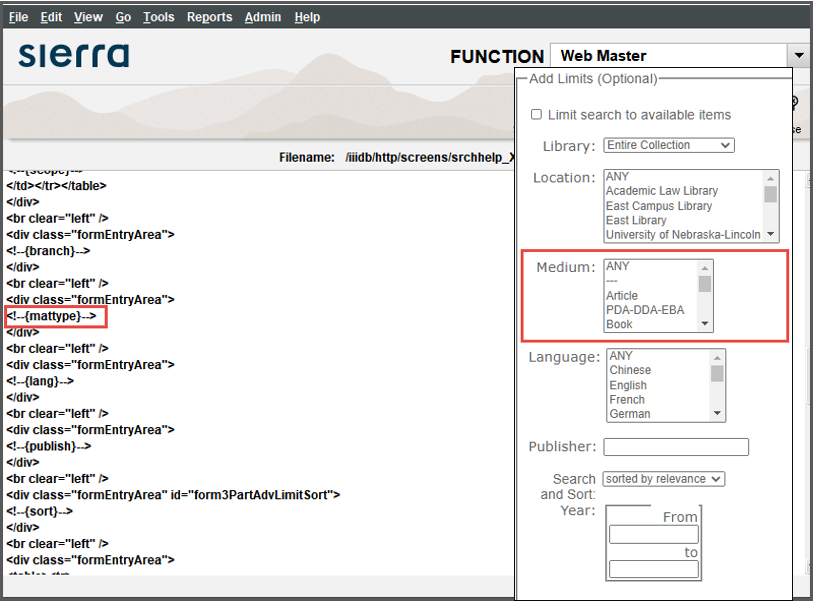 File Edit View Go Tools Reports Admin Help
sierra
FUNCTION Web Master
Filename: /iiidb/http/screens/srchhelp_X
<!--{scope}-->
</td></tr></table>
</div>
<br clear="left" />
<div class="formEntryArea">
<!--{branch}-->
</div>
<br clear="left" />
<div class="formEntryArea">
<!--{mattype}-->
</div>
<br clear="left" />
<div class="formEntryArea">
<!--{lang}-->
</div>
<br clear="left" />
<div class="formEntryArea">
<!--{publish}-->
</div>
<br clear="left" />
<div class="formEntryArea" id="form3PartAdvLimitSort">
<!--{sort}-->
</div>
<br clear="left" />
<div class="formEntryArea">
Add Limits (Optional)
Limit search to available items
Library: Entire Collection
Location: ANY
Academic Law Library
East Campus Library
East Library
University of Nebraska-Lincoln
Medium: ANY
---
Article
PDA-DDA-EBA
Book
Language: ANY
Chinese
English
French
German
Publisher:
Search and Sort: sorted by relevance
Year:
From
to